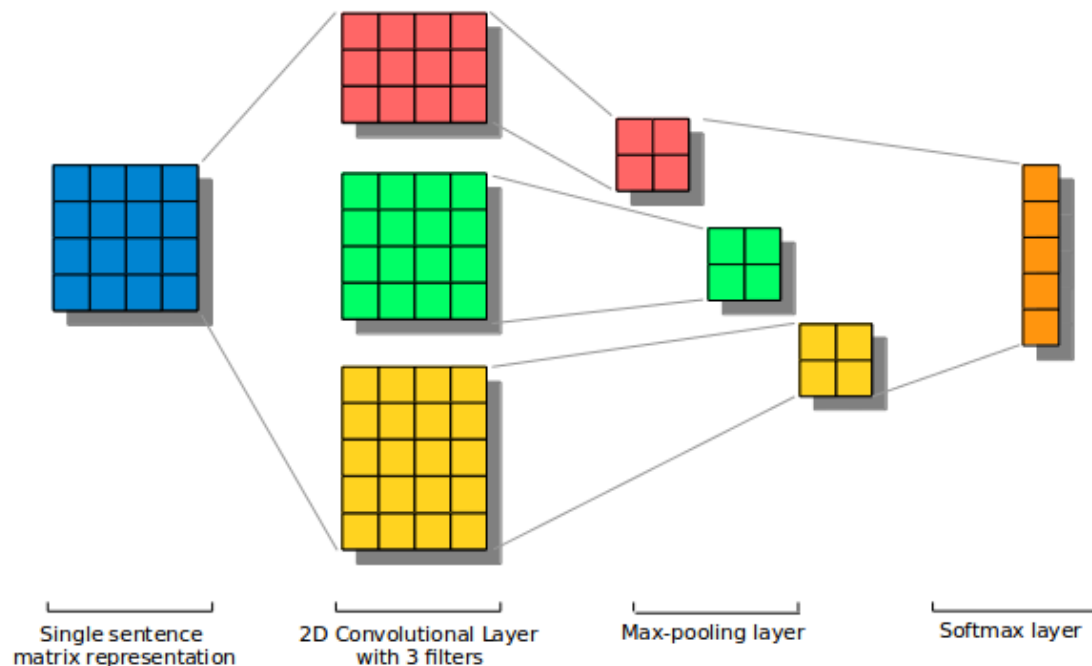 Single sentence
matrix representation
2D Convolutional Layer
with 3 filters
Max-pooling layer
Softmax layer